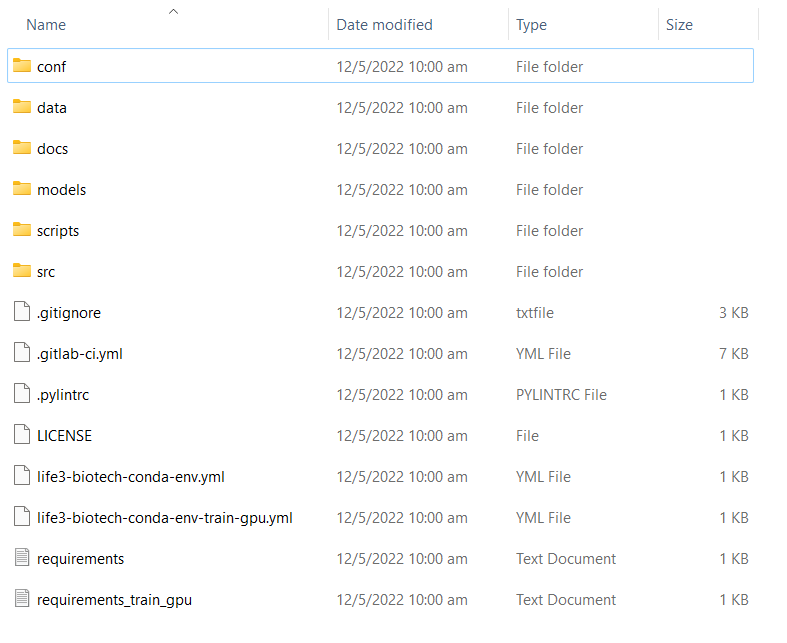 Name Date modified Type Size
conf 12/5/2022 10:00 am File folder
data 12/5/2022 10:00 am File folder
docs 12/5/2022 10:00 am File folder
models 12/5/2022 10:00 am File folder
scripts 12/5/2022 10:00 am File folder
src 12/5/2022 10:00 am File folder
.gitignore 12/5/2022 10:00 am txtfile 3 KB
.gitlab-ci.yml 12/5/2022 10:00 am YML File 7 KB
.pylintrc 12/5/2022 10:00 am PYLINTRC File 1 KB
LICENSE 12/5/2022 10:00 am File 1 KB
life3-biotech-conda-env.yml 12/5/2022 10:00 am YML File 1 KB
life3-biotech-conda-env-train-gpu.yml 12/5/2022 10:00 am YML File 1 KB
requirements 12/5/2022 10:00 am Text Document 1 KB
requirements_train_gpu 12/5/2022 10:00 am Text Document 1 KB